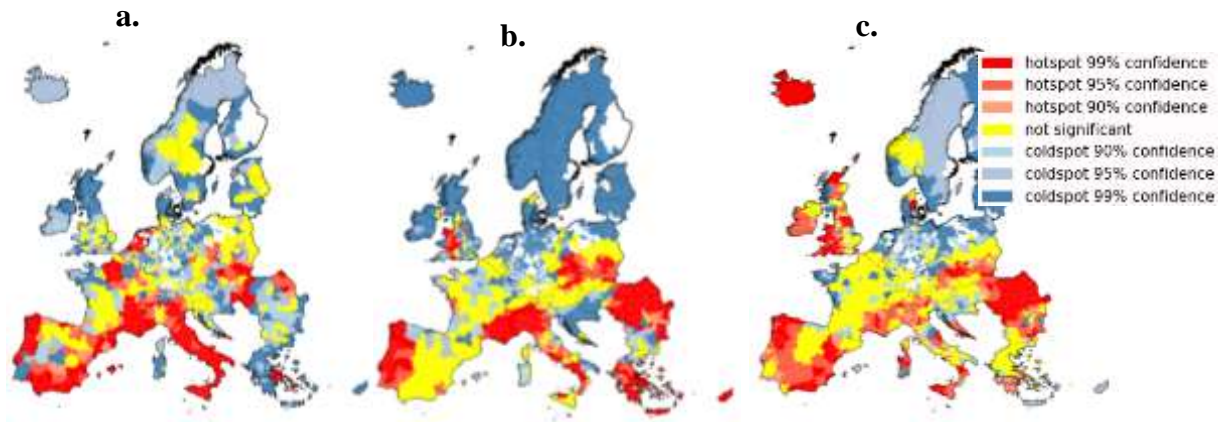 a.
b.
c.
hotspot 99% confidence
hotspot 95% confidence
hotspot 90% confidence
not significant
coldspot 90% confidence
coldspot 95% confidence
coldspot 99% confidence